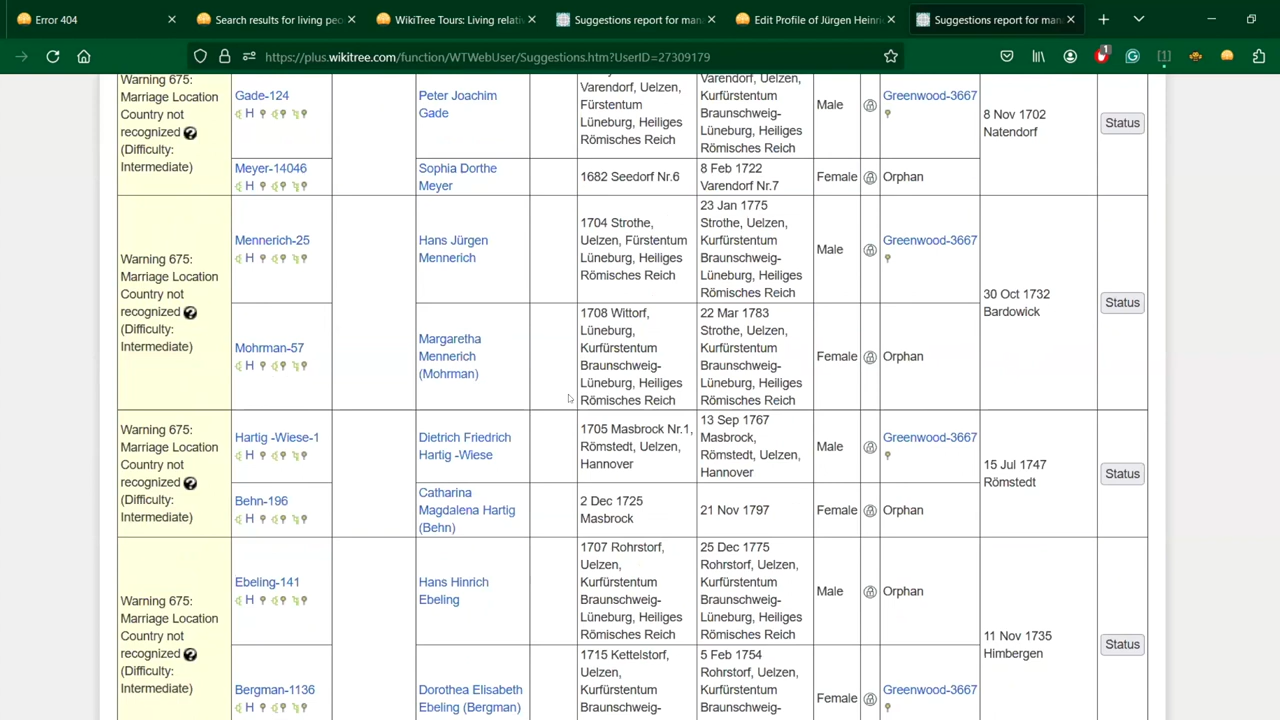 Error 404
Search results for living peo
WikiTree Tours: Living relati
Suggestions report for man
Edit Profile of Jürgen Heinri
Suggestions report for man
https://plus.wikitree.com/function/WTWebUser/Suggestions.htm?UserID=27309179
1
Warning 675:
Marriage Location
Country not
recognized ?
(Difficulty:
Intermediate)
Gade-124
H
Peter Joachim
Gade
Varendorf, Uelzen,
Fürstentum
Lüneburg, Heiliges
Römisches Reich
Varendorf, Uelzen,
Kurfürstentum
Braunschweig-
Lüneburg, Heiliges
Römisches Reich
Male
Greenwood-3667
8 Nov 1702
Natendorf
Status
Meyer-14046
H
Sophia Dorthe
Meyer
1682 Seedorf Nr.6
8 Feb 1722
Varendorf Nr.7
Female
Orphan
Warning 675:
Marriage Location
Country not
recognized ?
(Difficulty:
Intermediate)
Mennerich-25
H
Hans Jürgen
Mennerich
1704 Strothe,
Uelzen, Fürstentum
Lüneburg, Heiliges
Römisches Reich
23 Jan 1775
Strothe, Uelzen,
Kurfürstentum
Braunschweig-
Lüneburg, Heiliges
Römisches Reich
Male
Greenwood-3667
30 Oct 1732
Bardowick
Status
Mohrman-57
H
Margaretha
Mennerich
(Mohrman)
1708 Wittorf,
Lüneburg,
Kurfürstentum
Braunschweig-
Lüneburg, Heiliges
Römisches Reich
22 Mar 1783
Strothe, Uelzen,
Kurfürstentum
Braunschweig-
Lüneburg, Heiliges
Römisches Reich
Female
Orphan
Warning 675:
Marriage Location
Country not
recognized ?
(Difficulty:
Intermediate)
Hartig -Wiese-1
H
Dietrich Friedrich
Hartig -Wiese
1705 Masbrock Nr.1,
Römstedt, Uelzen,
Hannover
13 Sep 1767
Masbrock,
Römstedt, Uelzen,
Hannover
Male
Greenwood-3667
15 Jul 1747
Römstedt
Status
Behn-196
H
Catharina
Magdalena Hartig
(Behn)
2 Dec 1725
Masbrock
21 Nov 1797
Female
Orphan
Warning 675:
Marriage Location
Country not
recognized ?
(Difficulty:
Intermediate)
Ebeling-141
H
Hans Hinrich
Ebeling
1707 Rohrstorf,
Uelzen,
Kurfürstentum
Braunschweig-
Lüneburg, Heiliges
Römisches Reich
25 Dec 1775
Rohrstorf, Uelzen,
Kurfürstentum
Braunschweig-
Lüneburg, Heiliges
Römisches Reich
Male
Orphan
11 Nov 1735
Himbergen
Status
Bergman-1136
H
Dorothea Elisabeth
Ebeling (Bergman)
1715 Kettelstorf,
Uelzen,
Kurfürstentum
Braunschweig-
5 Feb 1754
Rohrstorf, Uelzen,
Kurfürstentum
Braunschweig-
Female
Greenwood-3667